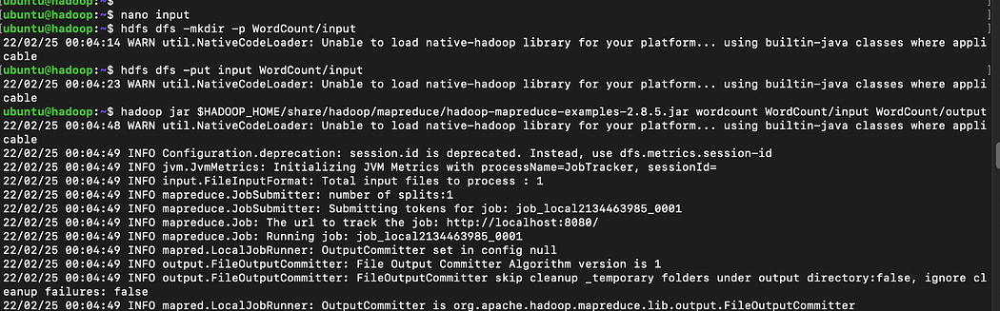 [ubuntu@hadoop:~$
[ubuntu@hadoop:~$ nano input ]
[ubuntu@hadoop:~$ hdfs dfs -mkdir -p WordCount/input ]
22/02/25 00:04:14 WARN util.NativeCodeLoader: Unable to load native-hadoop library for your platform... using builtin-java classes where appli
cable
[ubuntu@hadoop:~$ hdfs dfs -put input WordCount/input ]
22/02/25 00:04:23 WARN util.NativeCodeLoader: Unable to load native-hadoop library for your platform... using builtin-java classes where appli
cable
ubuntu@hadoop:~$ hadoop jar $HADOOP_HOME/share/hadoop/mapreduce/hadoop-mapreduce-examples-2.8.5.jar wordcount WordCount/input WordCount/output
22/02/25 00:04:48 WARN util.NativeCodeLoader: Unable to load native-hadoop library for your platform... using builtin-java classes where appli
cable
22/02/25 00:04:49 INFO Configuration.deprecation: session.id is deprecated. Instead, use dfs.metrics.session-id
22/02/25 00:04:49 INFO jvm.JvmMetrics: Initializing JVM Metrics with processName=JobTracker, sessionId=
22/02/25 00:04:49 INFO input.FileInputFormat: Total input files to process : 1
22/02/25 00:04:49 INFO mapreduce.JobSubmitter: number of splits:1
22/02/25 00:04:49 INFO mapreduce.JobSubmitter: Submitting tokens for job: job_local2134463985_0001
22/02/25 00:04:49 INFO mapreduce.Job: The url to track the job: http://localhost:8080/
22/02/25 00:04:49 INFO mapreduce.Job: Running job: job_local2134463985_0001
22/02/25 00:04:49 INFO mapred.LocalJobRunner: OutputCommitter set in config null
22/02/25 00:04:49 INFO output.FileOutputCommitter: File Output Committer Algorithm version is 1
22/02/25 00:04:49 INFO output.FileOutputCommitter: FileOutputCommitter skip cleanup _temporary folders under output directory:false, ignore cl
eanup failures: false
22/02/25 00:04:49 INFO mapred.LocalJobRunner: OutputCommitter is org.apache.hadoop.mapreduce.lib.output.FileOutputCommitter